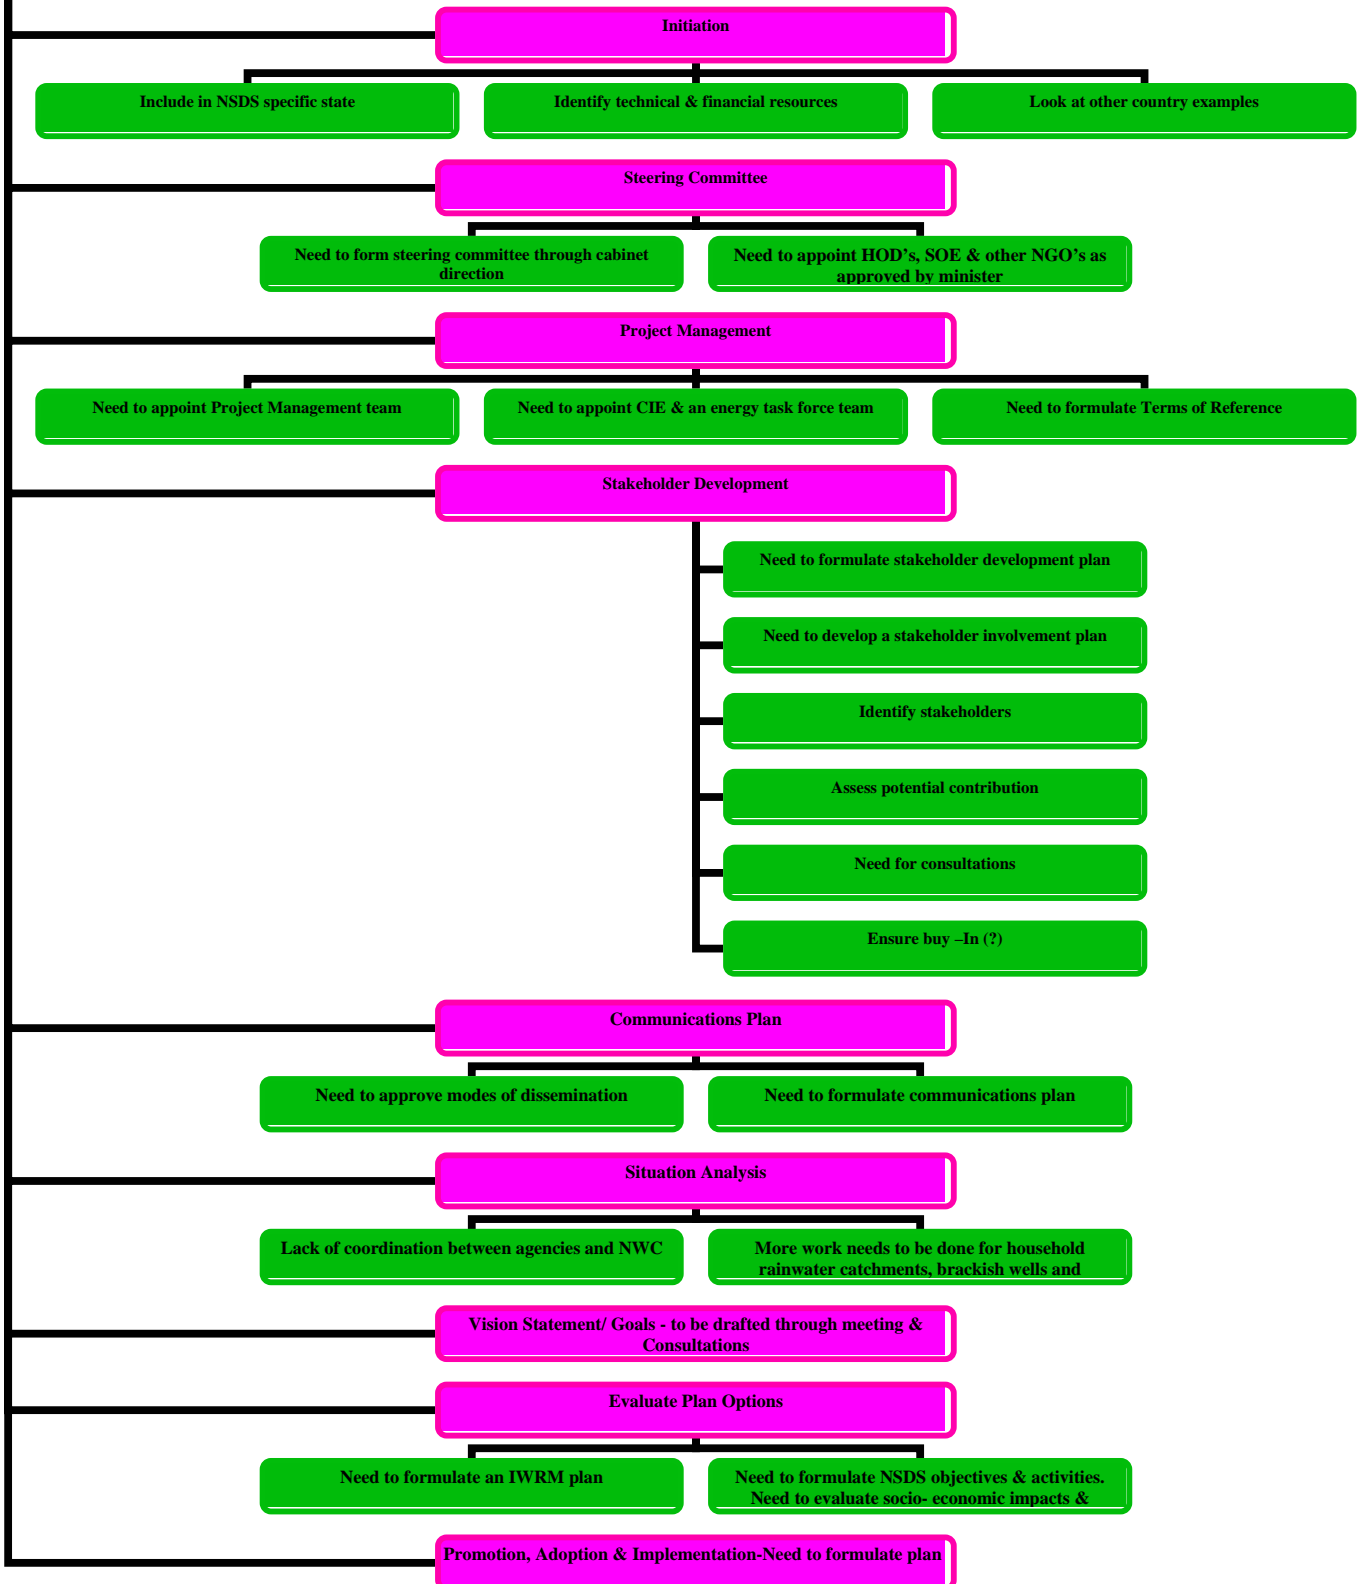 Initiation
Include in NSDS specific state
Identify technical & financial resources
Look at other country examples
Steering Committee
Need to form steering committee through cabinet
direction
Need to appoint HOD's, SOE & other NGO's as
approved by minister
Project Management
Need to appoint Project Management team
Need to appoint CIE & an energy task force team
Need to formulate Terms of Reference
Stakeholder Development
Need to formulate stakeholder development plan
Need to develop a stakeholder involvement plan
Identify stakeholders
Assess potential contribution
Need for consultations
Ensure buy –In (?)
Communications Plan
Need to approve modes of dissemination
Need to formulate communications plan
Situation Analysis
Lack of coordination between agencies and NWC
More work needs to be done for household
rainwater catchments, brackish wells and
Vision Statement/ Goals - to be drafted through meeting &
Consultations
Evaluate Plan Options
Need to formulate an IWRM plan
Need to formulate NSDS objectives & activities.
Need to evaluate socio- economic impacts &
Promotion, Adoption & Implementation-Need to formulate plan